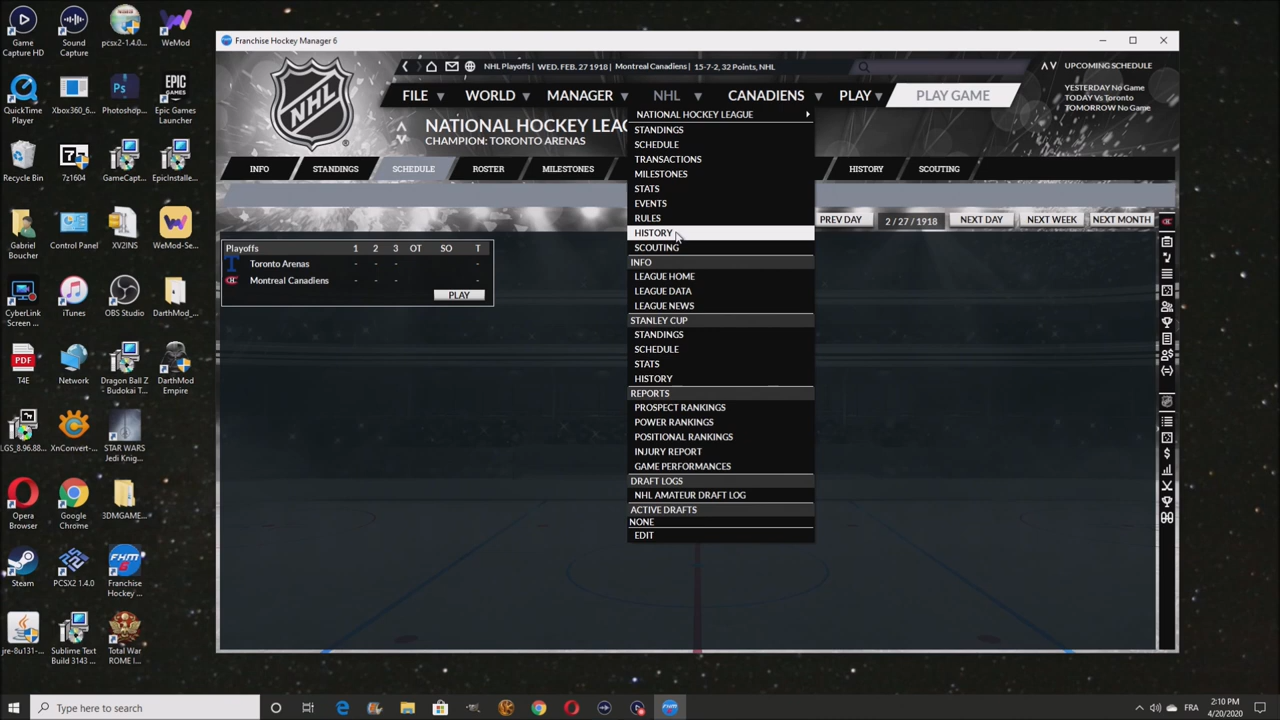 Game Capture HD
Sound Capture
pcsx2-1.4.0...
WeMod
QuickTime Player
Xbox360_6...
Photoshop
Epic Games Launcher
Recycle Bin
7z1604
GameCapt...
EpicInstalle...
Gabriel Boucher
Control Panel
XV2INS
WeMod-Se...
CyberLink Screen ...
iTunes
OBS Studio
DarthMod_...
T4E
Network
Dragon Ball Z - Budokai T...
DarthMod Empire
LGS_8.96.88...
XnConvert-...
STAR WARS Jedi Knig...
Opera Browser
Google Chrome
3DMGAME...
Steam
PCSX2 1.4.0
Franchise Hockey ...
jre-8u131-...
Sublime Text Build 3143 ...
Total War ROME I...
Franchise Hockey Manager 6
NHL Playoffs | WED. FEB. 27 1918 | Montreal Canadiens | 15-7-2, 32 Points, NHL
UPCOMING SCHEDULE
YESTERDAY No Game
TODAY Vs Toronto
TOMORROW No Game
FILE WORLD MANAGER NHL CANADIENS PLAY PLAY GAME
NATIONAL HOCKEY LEAG
CHAMPION: TORONTO ARENAS
INFO STANDINGS SCHEDULE ROSTER MILESTONES HISTORY SCOUTING
PREV DAY 2 / 27 / 1918 NEXT DAY NEXT WEEK NEXT MONTH
Playoffs 1 2 3 OT SO T
Toronto Arenas - - - -
Montreal Canadiens - - - -
PLAY
NATIONAL HOCKEY LEAGUE
STANDINGS
SCHEDULE
TRANSACTIONS
MILESTONES
STATS
EVENTS
RULES
HISTORY
SCOUTING
INFO
LEAGUE HOME
LEAGUE DATA
LEAGUE NEWS
STANLEY CUP
STANDINGS
SCHEDULE
STATS
HISTORY
REPORTS
PROSPECT RANKINGS
POWER RANKINGS
POSITIONAL RANKINGS
INJURY REPORT
GAME PERFORMANCES
DRAFT LOGS
NHL AMATEUR DRAFT LOG
ACTIVE DRAFTS
NONE
EDIT
Type here to search
FRA
2:10 PM
4/20/2020